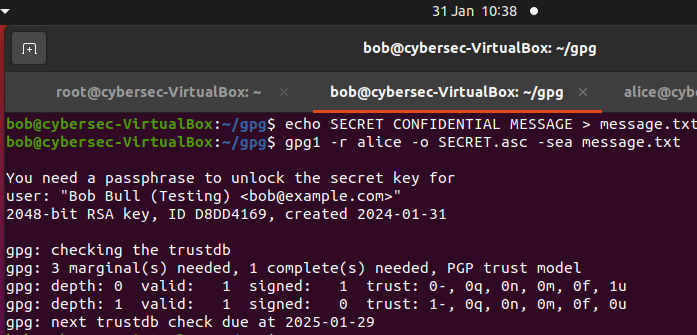 31 Jan 10:38
bob@cybersec-VirtualBox: ~/gpg
root@cybersec-VirtualBox: ~ × bob@cybersec-VirtualBox: ~/gpg × alice@cyb
bob@cybersec-VirtualBox:~/gpg$ echo SECRET CONFIDENTIAL MESSAGE > message.txt
bob@cybersec-VirtualBox:~/gpg$ gpg1 -r alice -o SECRET.asc -sea message.txt
You need a passphrase to unlock the secret key for
user: "Bob Bull (Testing) <bob@example.com>"
2048-bit RSA key, ID D8DD4169, created 2024-01-31
gpg: checking the trustdb
gpg: 3 marginal(s) needed, 1 complete(s) needed, PGP trust model
gpg: depth: 0  valid:   1  signed:   1  trust: 0-, 0q, 0n, 0m, 0f, 1u
gpg: depth: 1  valid:   1  signed:   0  trust: 1-, 0q, 0n, 0m, 0f, 0u
gpg: next trustdb check due at 2025-01-29